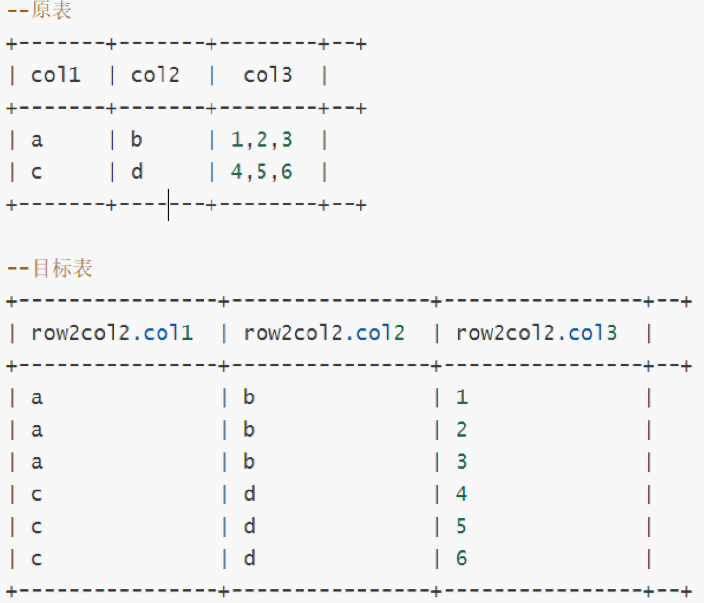 --原表
+-------+-------+--------+--+
| col1 | col2 | col3 |
+-------+-------+--------+--+
| a | b | 1,2,3 |
| c | d | 4,5,6 |
+-------+-------+--------+--+
--目标表
+----------------+----------------+----------------+--+
| row2col2.col1 | row2col2.col2 | row2col2.col3 |
+----------------+----------------+----------------+--+
| a | b | 1 |
| a | b | 2 |
| a | b | 3 |
| c | d | 4 |
| c | d | 5 |
| c | d | 6 |
+----------------+----------------+----------------+--+